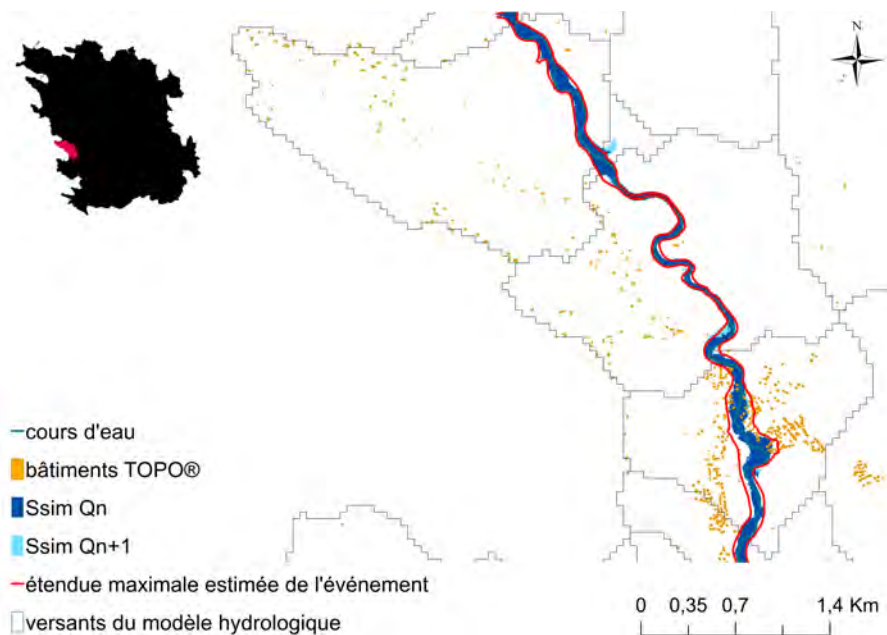 N
cours d'eau
bâtiments TOPO®
Ssim Qn
Ssim Qn+1
étendue maximale estimée de l'événement
versants du modèle hydrologique
0 0,35 0,7 1,4 Km